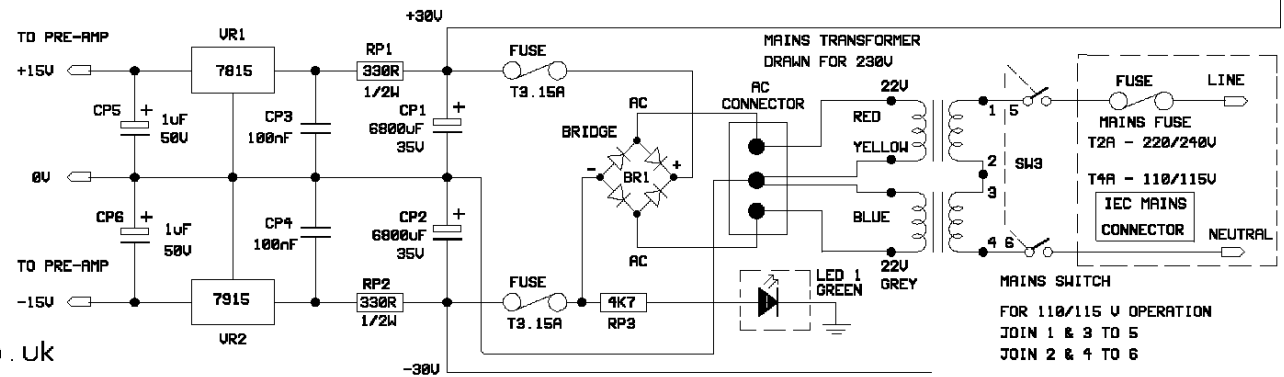 +30V
TO PRE-AMP
VR1
RP1
FUSE
MAINS TRANSFORMER
DRAWN FOR 230V
+15V
7815
330R
1/2W
T3.15A
22V
AC
CONNECTOR
FUSE
LINE
CP5
+
1uF
50V
CP3
100nF
CP1
+
6800uF
35V
AC
BRIDGE
RED
1
5
MAINS FUSE
T2A - 220/240V
YELLOW
2
SW3
0V
-
BR1
+
3
T4A - 110/115V
CP6
+
1uF
50V
CP4
100nF
CP2
+
6800uF
35V
BLUE
IEC MAINS
CONNECTOR
NEUTRAL
AC
4
6
22V
GREY
TO PRE-AMP
RP2
FUSE
LED 1
GREEN
MAINS SWITCH
-15V
7915
330R
1/2W
T3.15A
4K7
RP3
FOR 110/115 V OPERATION
JOIN 1 & 3 TO 5
JOIN 2 & 4 TO 6
VR2
.uk
-30V